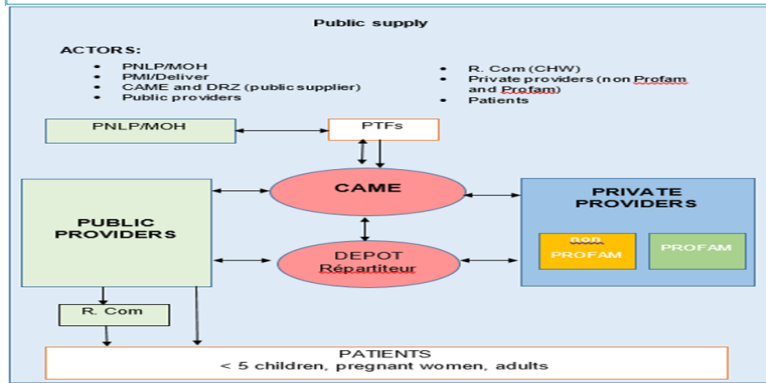 Public supply
ACTORS:
• PNLP/MOH
• PMI/Deliver
• CAME and DRZ (public supplier)
• Public providers
• R. Com (CHW)
• Private providers (non Profam
and Profam)
• Patients
PNLP/MOH
PTFs
CAME
PUBLIC
PROVIDERS
PRIVATE
PROVIDERS
non
PROFAM
PROFAM
DEPOT
Répartiteur
R. Com
PATIENTS
< 5 children, pregnant women, adults